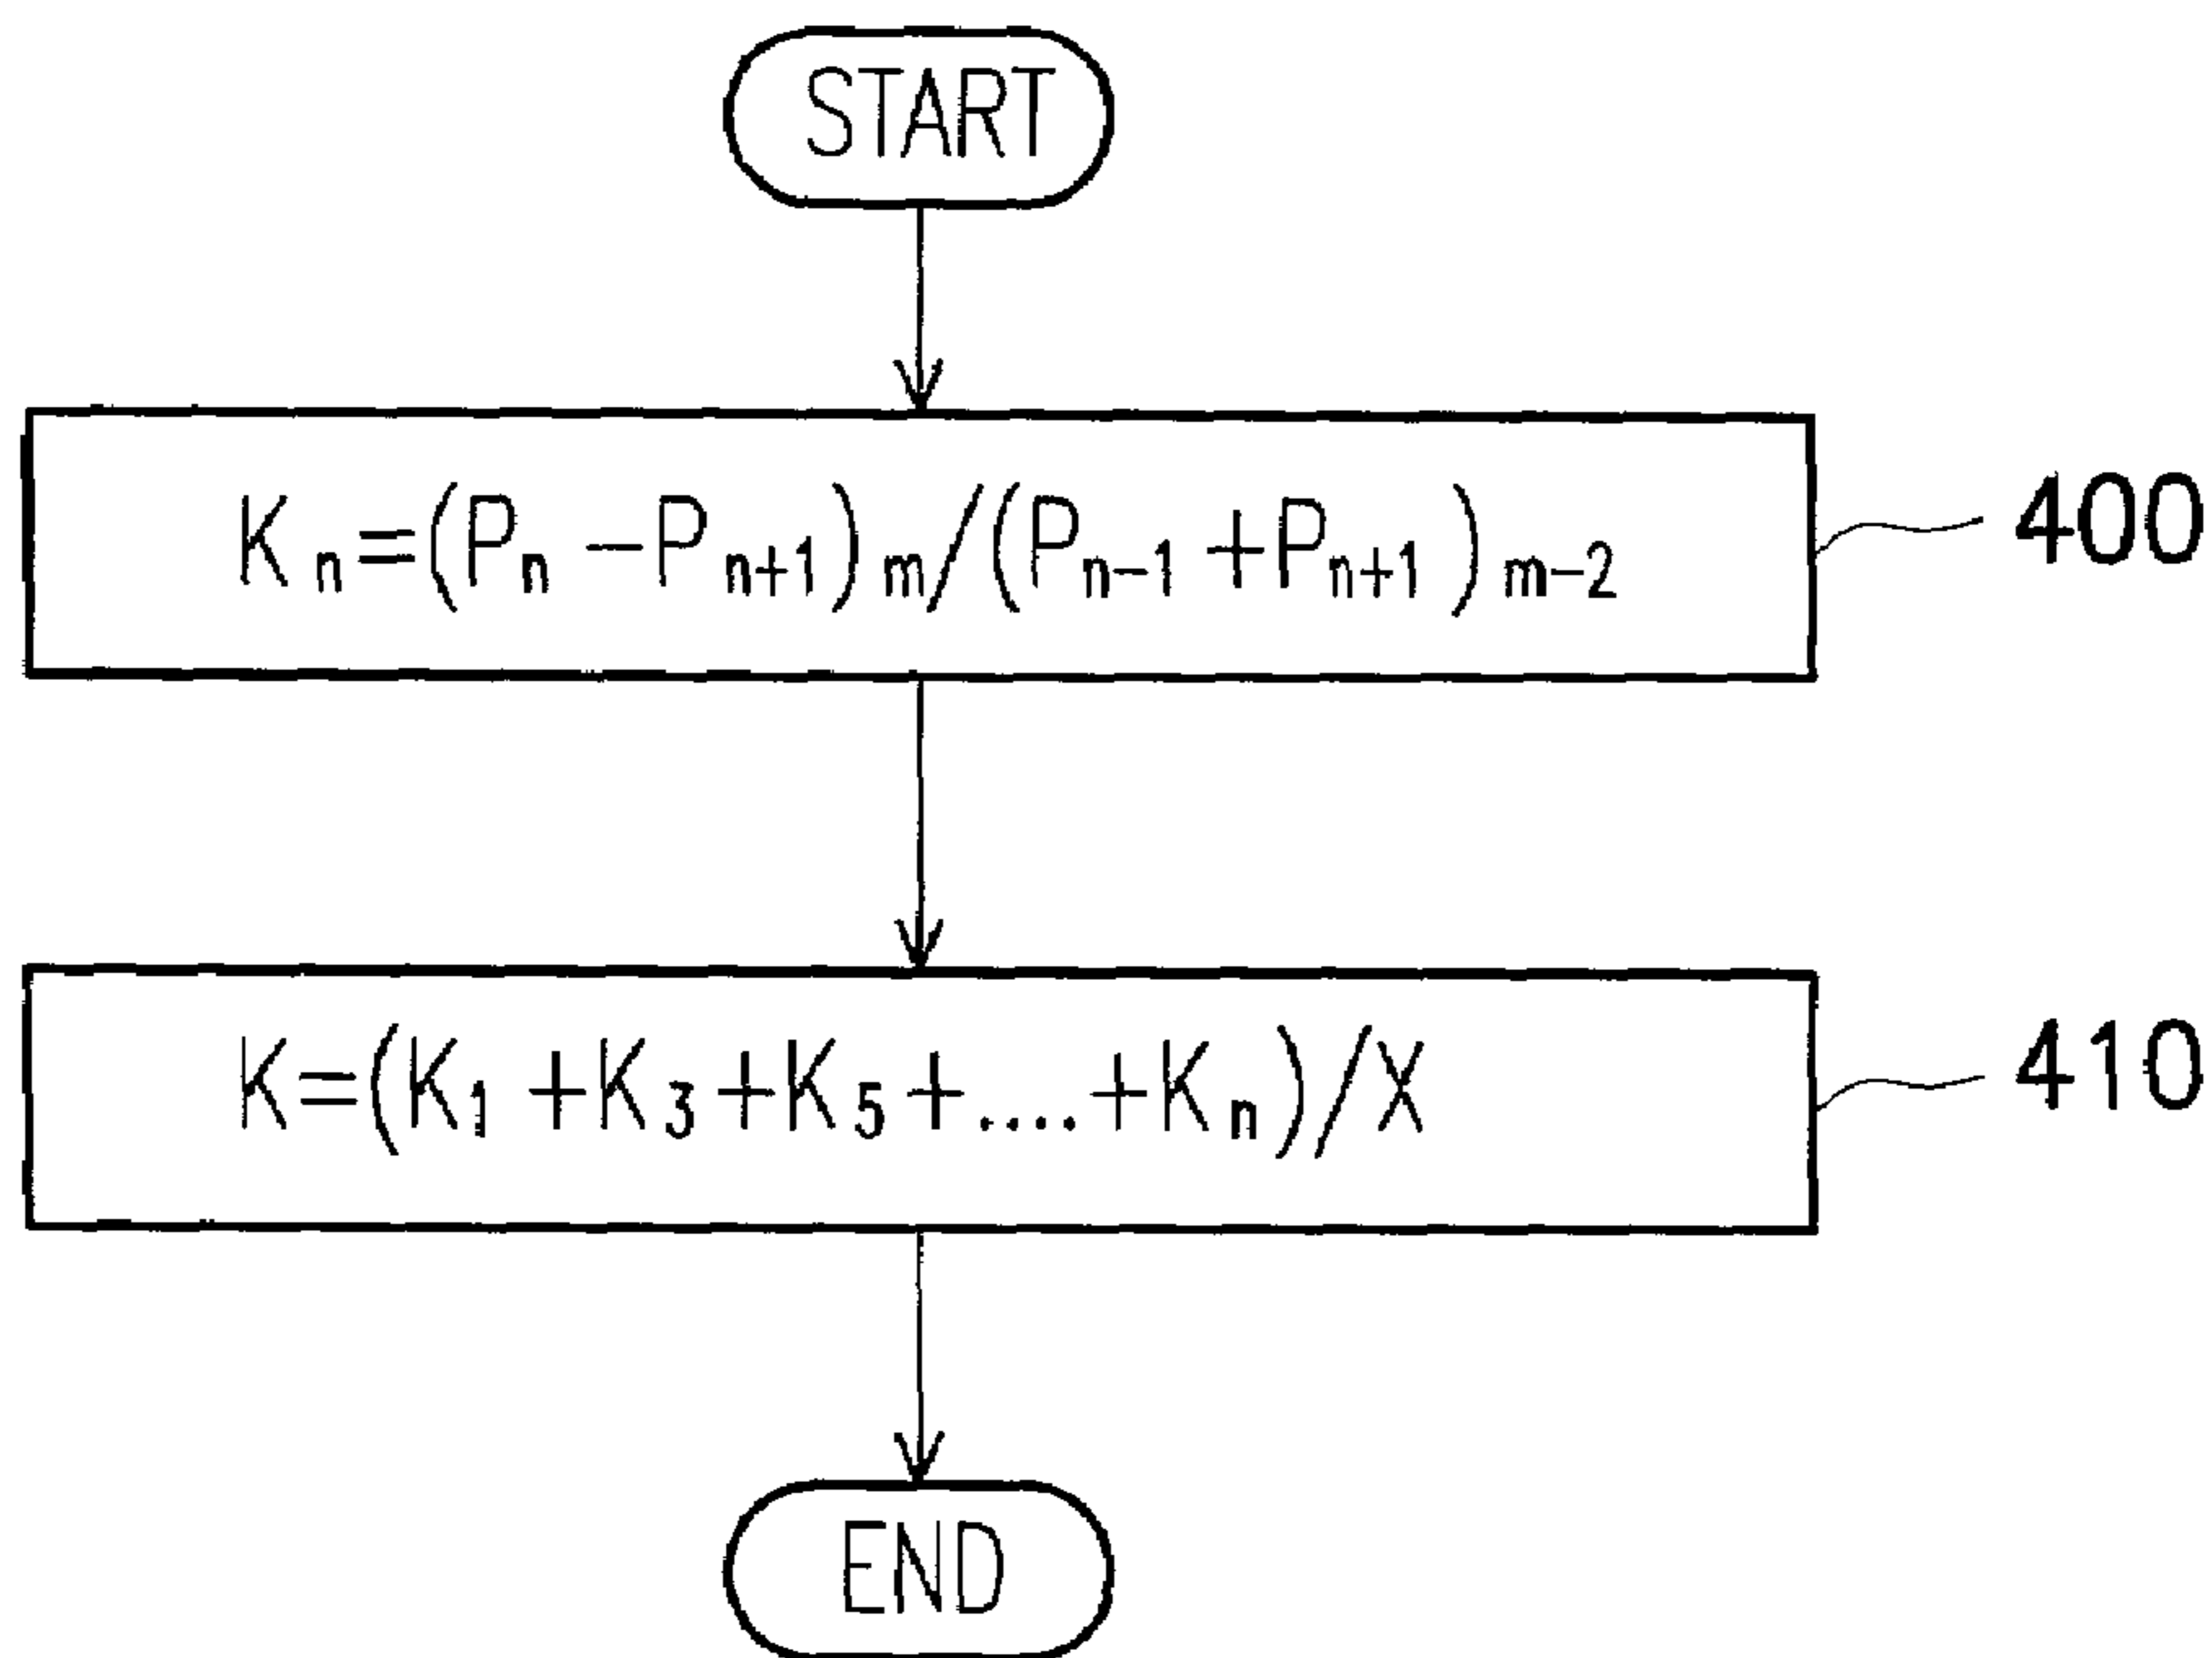 START
Kₙ=(Pₙ-Pₙ₊₁)ₘ/(Pₙ₋₁+Pₙ₊₁)ₘ₋₂ 400
K=(K₁+K₃+K₅+....+Kₙ)/X 410
END